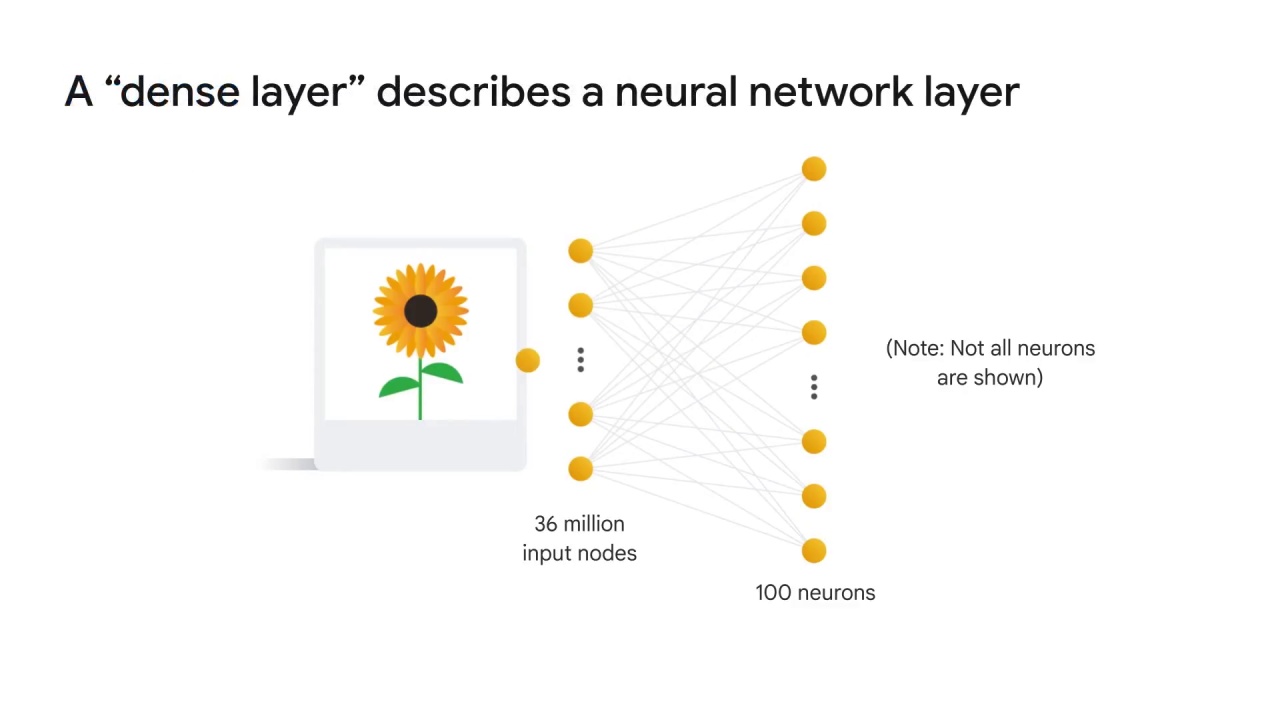 A “dense layer” describes a neural network layer
(Note: Not all neurons
are shown)
36 million
input nodes
100 neurons